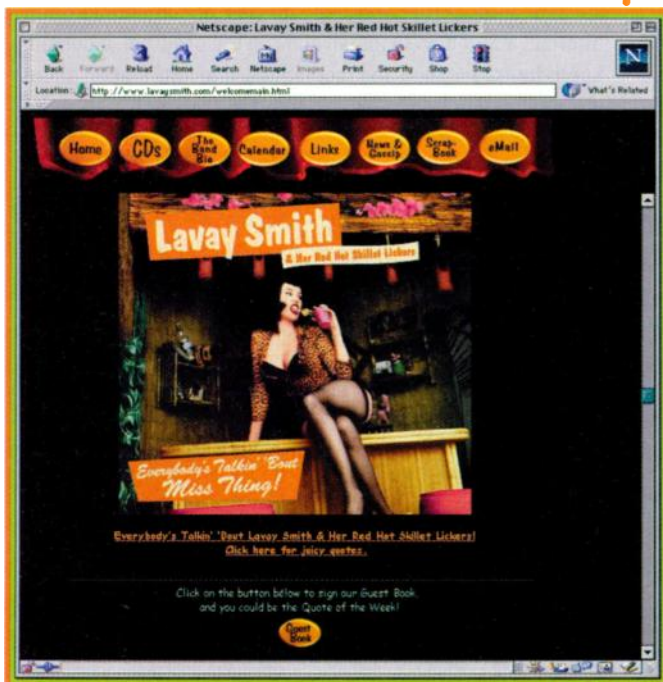 Netscape: Lavay Smith & Her Red Hot Skillet Lickers
Back Forward Reload Home Search Netscape Images Print Security Shop Stop
N
Location: http://www.lavaysmith.com/welcomemain.html What's Related
Home CDs The Band Bio Calendar Links News & Gossip Scrap-Book eMail
Lavay Smith
& Her Red Hot Skillet Lickers
Everybody's Talkin' 'Bout
Miss Thing!
Everybody's Talkin' 'Bout Lavay Smith & Her Red Hot Skillet Lickers!
Click here for juicy quotes.
Click on the button below to sign our Guest Book,
and you could be the Quote of the Week!
Guest
Book